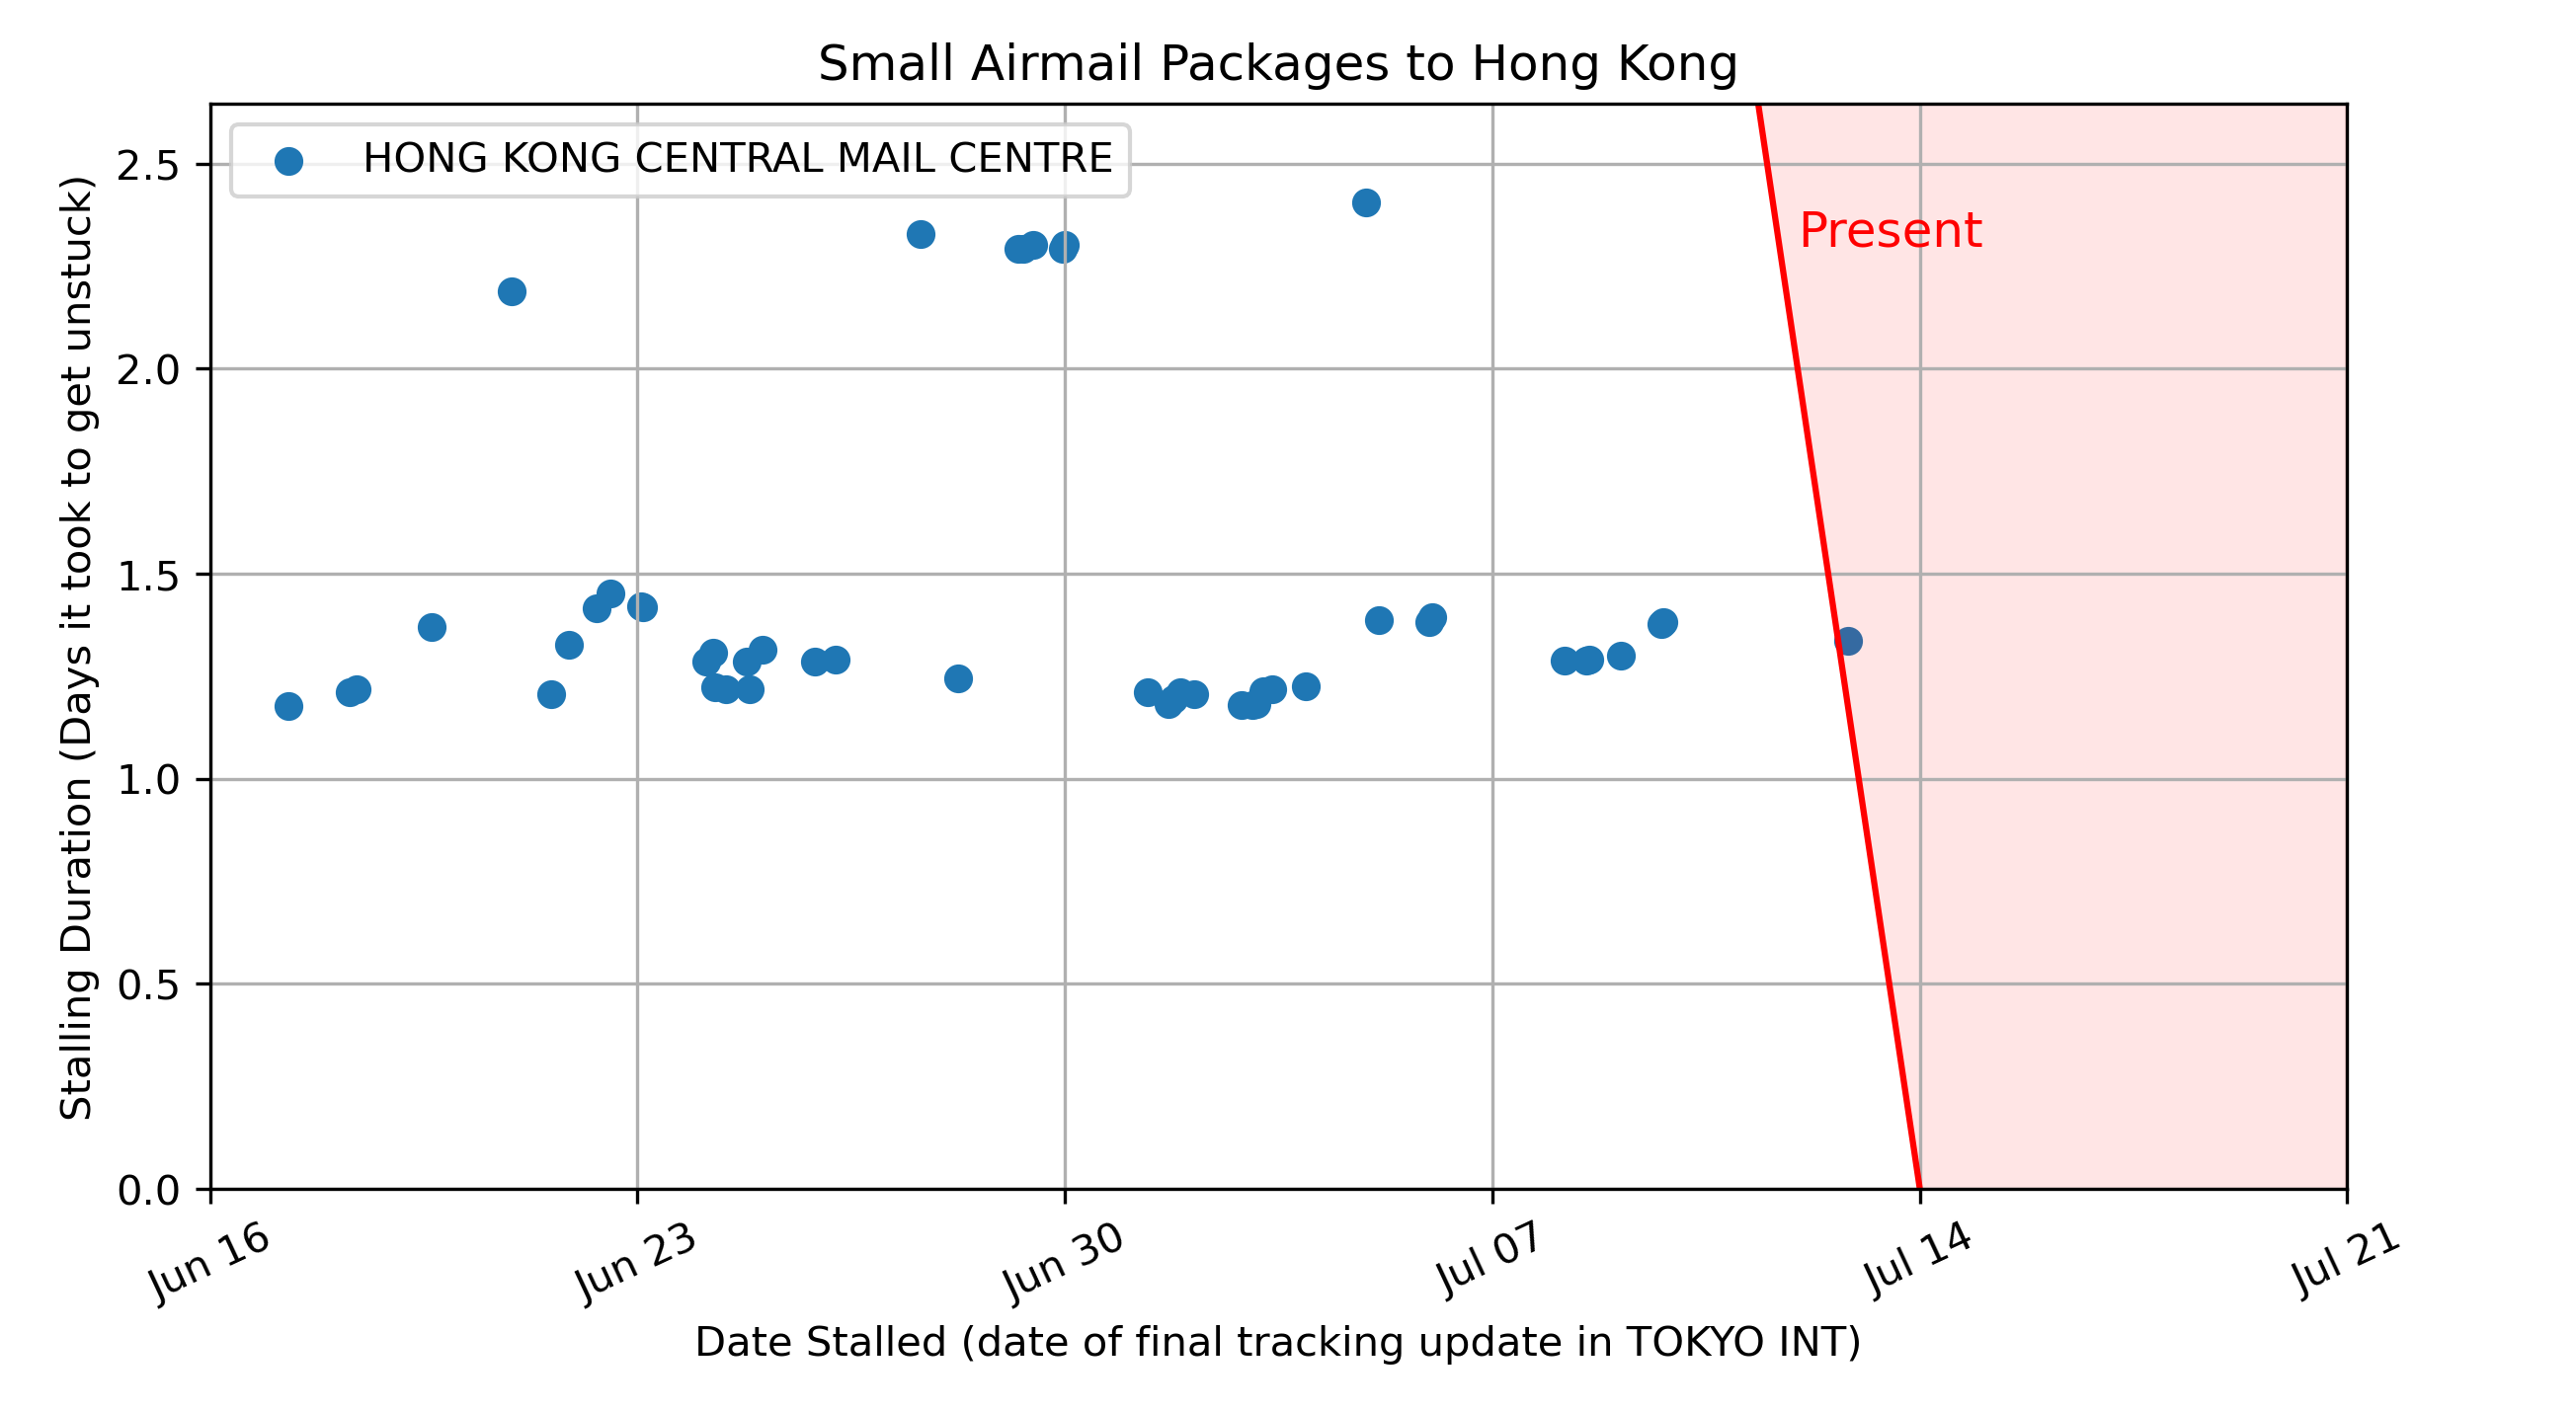 Small Airmail Packages to Hong Kong
HONG KONG CENTRAL MAIL CENTRE
Present
Stalling Duration (Days it took to get unstuck)
2.5
2.0
1.5
1.0
0.5
0.0
Jun 16
Jun 23
Jun 30
Jul 07
Jul 14
Jul 21
Date Stalled (date of final tracking update in TOKYO INT)